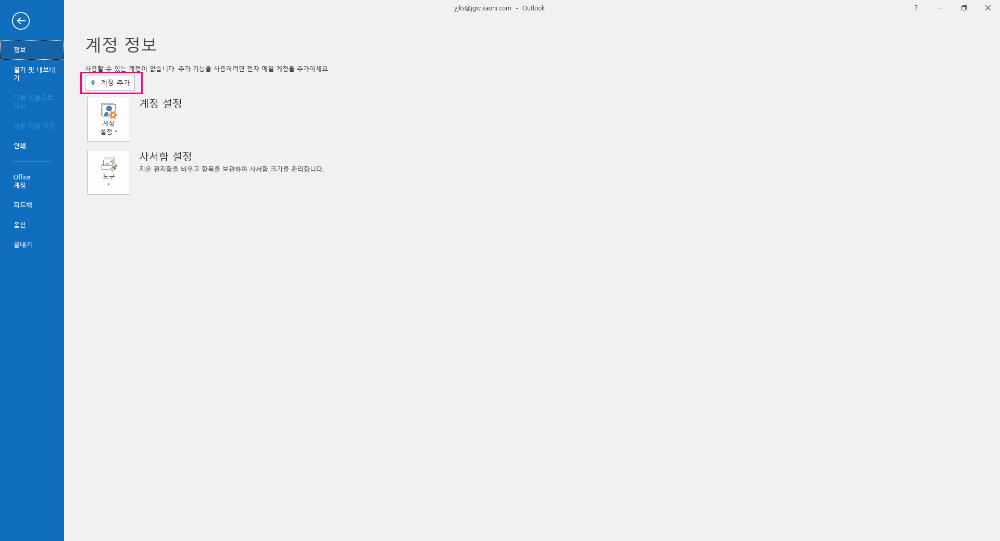 yjks@jgw.kaoni.com - Outlook
?
정보
열기 및 내보내
기
다른 이름으로
저장
첨부 파일 저장
인쇄
Office
계정
피드백
옵션
끝내기
계정 정보
사용할 수 있는 계정이 없습니다. 추가 기능을 사용하려면 전자 메일 계정을 추가하세요.
계정 추가
계정
설정
계정 설정
도구
사서함 설정
지운 편지함을 비우고 항목을 보관하여 사서함 크기를 관리합니다.